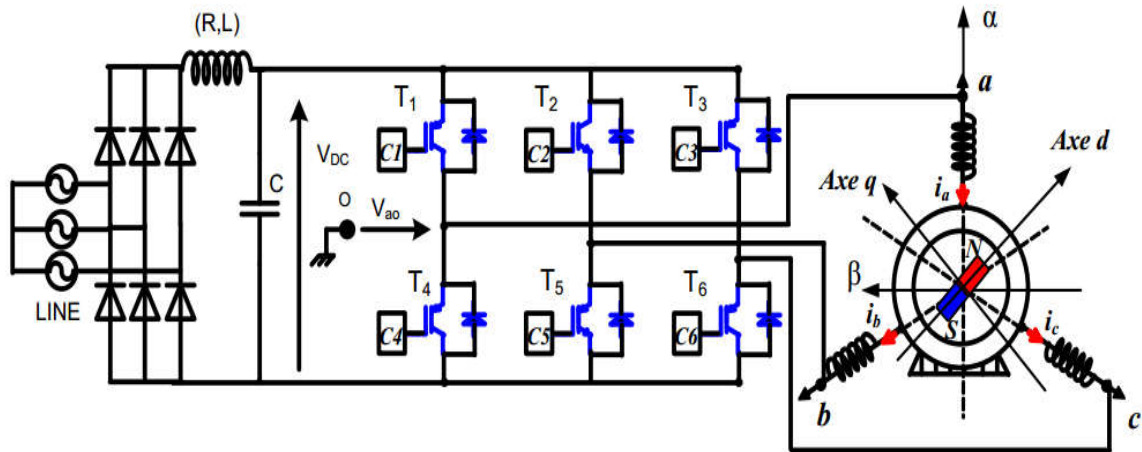 (R,L)
α
a
T1
T2
T3
Axe d
C1
C2
C3
VDC
Axe q
ia
C
O
Vao
N
T4
T5
T6
β
LINE
S
ib
ic
C4
C5
C6
b
c